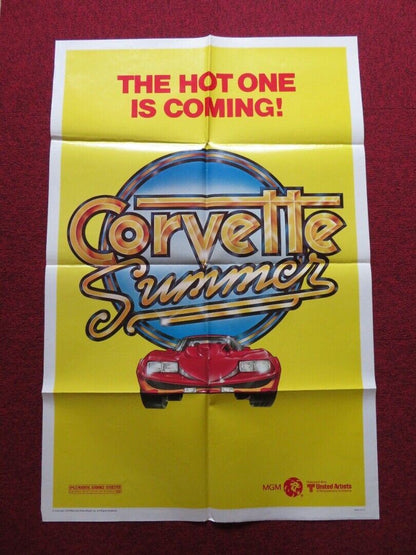 THE HOT ONE
IS COMING!
Corvette
Summer
MGM
United Artists